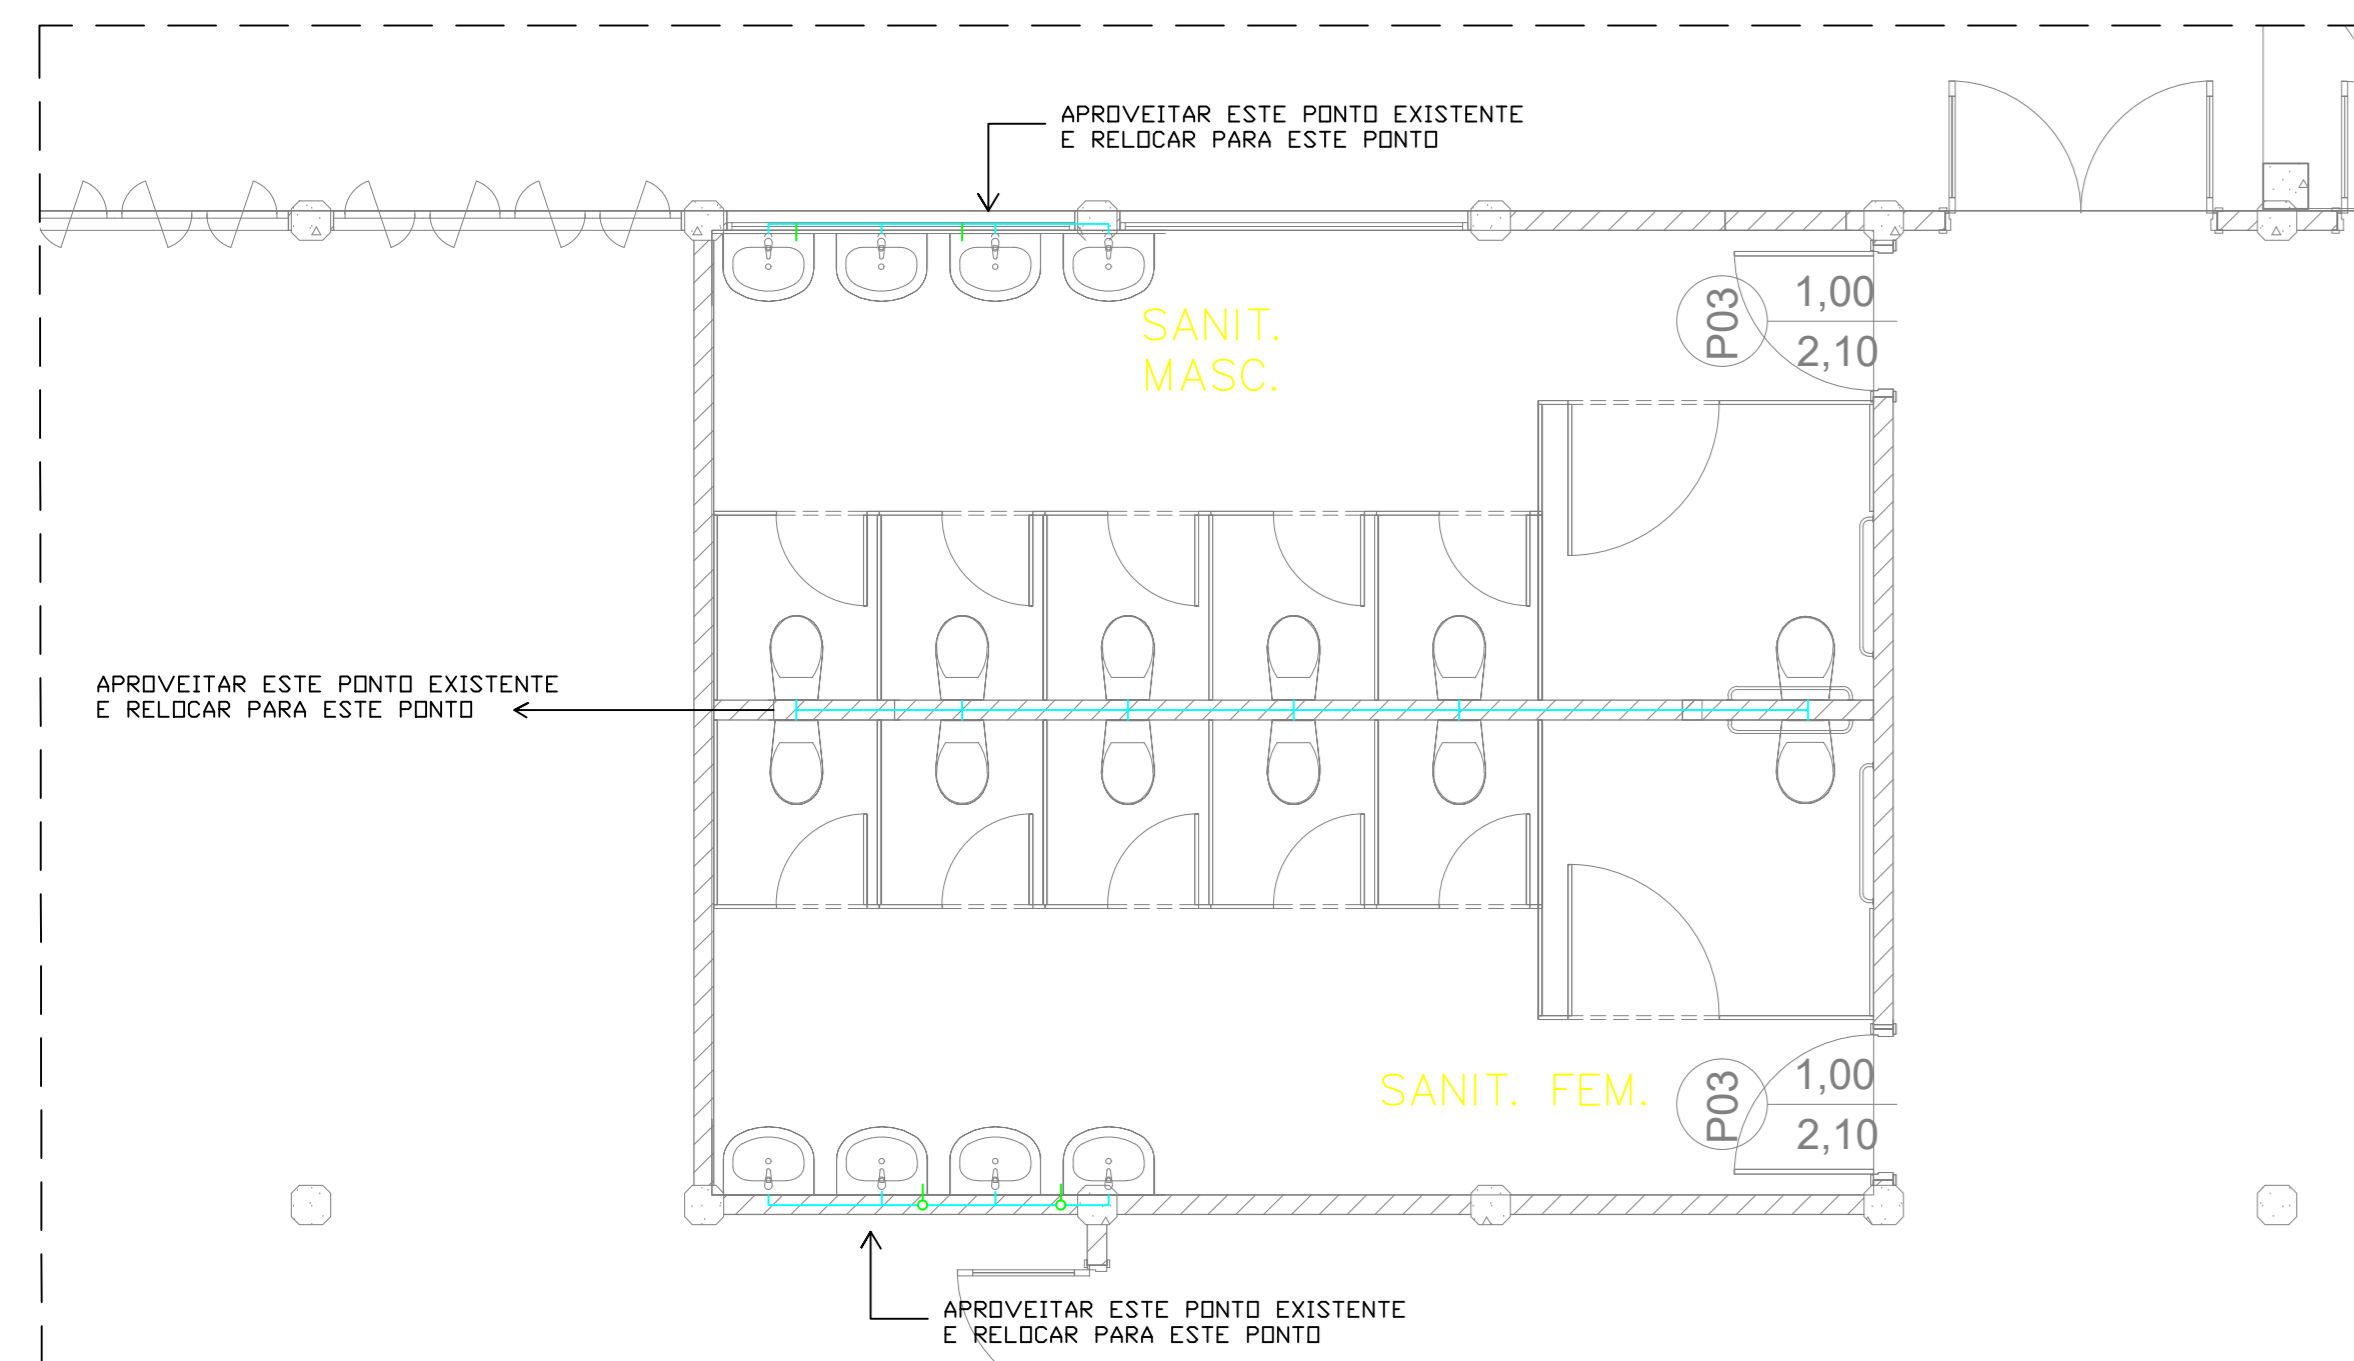 APROVEITAR ESTE PONTO EXISTENTE
E RELOCAR PARA ESTE PONTO
SANIT.
MASC.
P03
1,00
2,10
APROVEITAR ESTE PONTO EXISTENTE
E RELOCAR PARA ESTE PONTO
SANIT. FEM.
P03
1,00
2,10
APROVEITAR ESTE PONTO EXISTENTE
E RELOCAR PARA ESTE PONTO